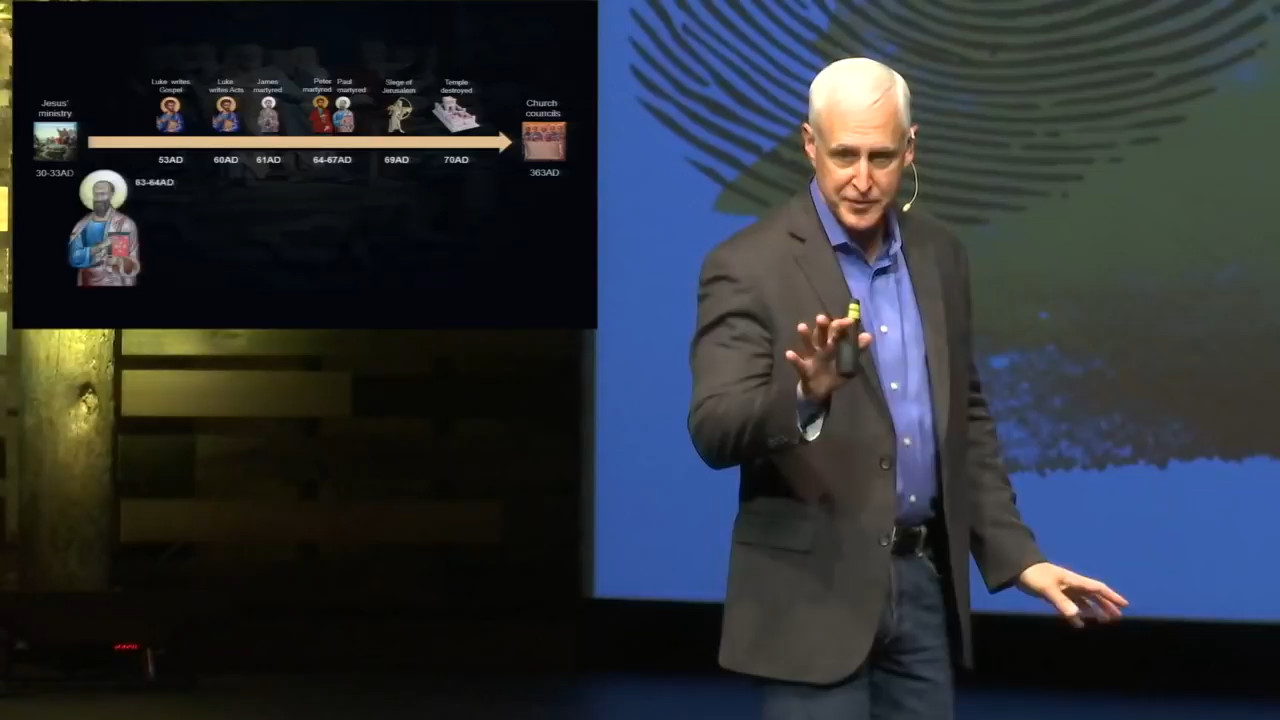 Luke writes
Gospel
Luke
writes Acts
James
martyred
Peter
martyred
Paul
martyred
Siege of
Jerusalem
Temple
destroyed
Jesus'
ministry
Church
councils
53AD
60AD
61AD
64-67AD
69AD
70AD
30-33AD
363AD
63-64AD